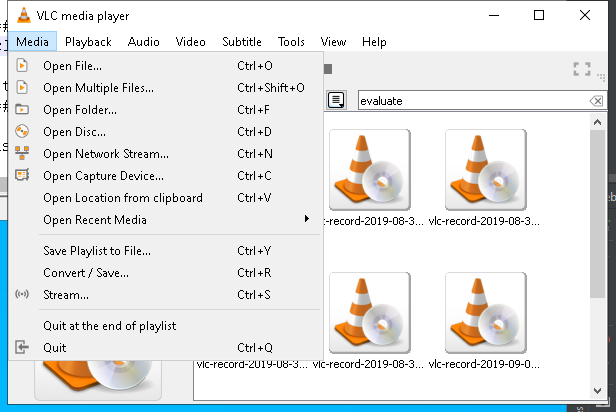 VLC media player
Media Playback Audio Video Subtitle Tools View Help
Open File... Ctrl+O
Open Multiple Files... Ctrl+Shift+O
Open Folder... Ctrl+F
Open Disc... Ctrl+D
Open Network Stream... Ctrl+N
Open Capture Device... Ctrl+C
Open Location from clipboard Ctrl+V
Open Recent Media
Save Playlist to File... Ctrl+Y
Convert / Save... Ctrl+R
Stream... Ctrl+S
Quit at the end of playlist
Quit Ctrl+Q
evaluate
c-record-2019-08-3... vlc-record-2019-08-3...
vlc-record-2019-08-3... vlc-record-2019-08-3... vlc-record-2019-09-0...